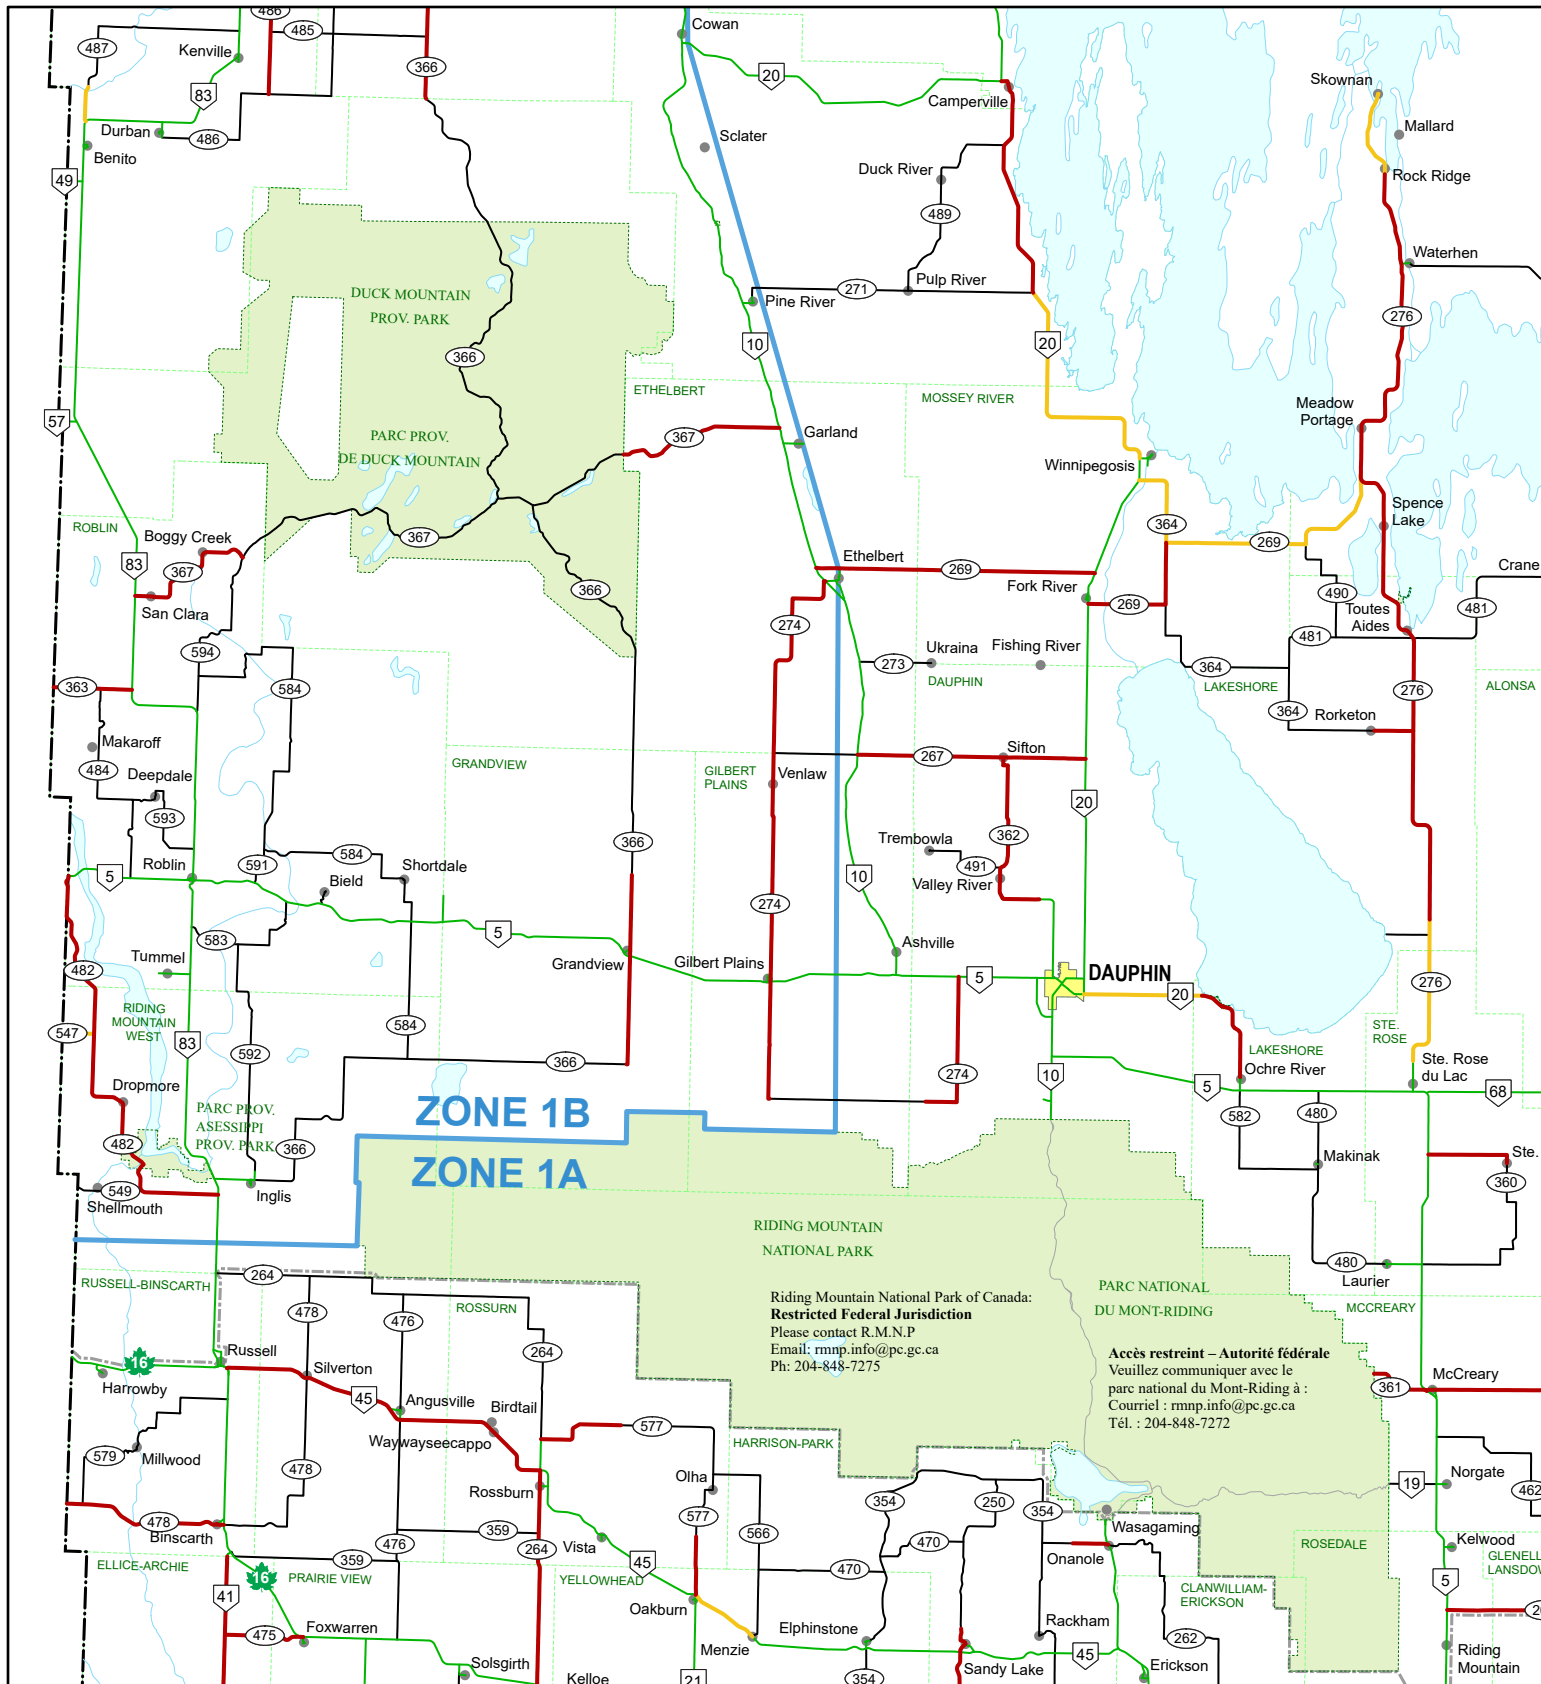 486
485
Cowan
487
Kenville
366
20
83
Camperville
Skownan
Durban
486
Sclater
Mallard
Benito
49
Duck River
Rock Ridge
489
Waterhen
DUCK MOUNTAIN
PROV. PARK
271
Pulp River
Pine River
276
10
20
366
ETHELBERT
MOSSEY RIVER
57
Meadow
Portage
PARC PROV.
DE DUCK MOUNTAIN
367
Garland
Winnipegosis
Spence
Lake
ROBLIN
Boggy Creek
367
364
269
83
367
Ethelbert
269
Crane
366
Fork River
269
490
San Clara
481
Toutes
Aides
274
481
594
Ukraina
Fishing River
273
364
363
584
DAUPHIN
LAKESHORE
276
ALONSA
364
Rorketon
Makaroff
Sifton
484
Deepdale
GRANDVIEW
GILBERT
PLAINS
Venlaw
267
20
593
366
Trembowla
362
Roblin
591
584
Shortdale
491
5
Bield
10
Valley River
274
5
583
Ashville
Tummel
Grandview
Gilbert Plains
482
5
DAUPHIN
276
RIDING
MOUNTAIN
WEST
20
547
83
584
STE.
ROSE
592
366
LAKESHORE
Ochre River
Ste. Rose
du Lac
Dropmore
274
10
5
68
PARC PROV.
ASESSIPPI
PROV. PARK
ZONE 1B
582
480
482
366
ZONE 1A
Makinak
Ste.
549
Inglis
360
Shellmouth
RIDING MOUNTAIN
NATIONAL PARK
480
264
Laurier
RUSSELL-BINSCARTH
PARC NATIONAL
DU MONT-RIDING
478
ROSSURN
Riding Mountain National Park of Canada:
Restricted Federal Jurisdiction
Please contact R.M.N.P
Email: rmnp.info@pc.gc.ca
Ph: 204-848-7275
MCCREARY
476
264
Accès restreint – Autorité fédérale
Veuillez communiquer avec le
parc national du Mont-Riding à :
Courriel : rmnp.info@pc.gc.ca
Tél. : 204-848-7272
16
Russell
Silverton
McCreary
Harrowby
361
45
Angusville
Birdtail
Waywayseecappo
577
HARRISON-PARK
579
Millwood
478
Olha
Norgate
Rossburn
19
462
354
250
354
478
Binscarth
577
Wasagaming
359
566
476
Vista
264
470
Kelwood
359
Onanole
ROSEDALE
GLENELL
LANSDOW
ELLICE-ARCHIE
16
PRAIRIE VIEW
45
YELLOWHEAD
470
5
41
CLANWILLIAM-
ERICKSON
Oakburn
Foxwarren
Elphinstone
Rackham
475
Menzie
262
Riding
Mountain
45
Solsgirth
Sandy Lake
Erickson
Kelloe
21
354